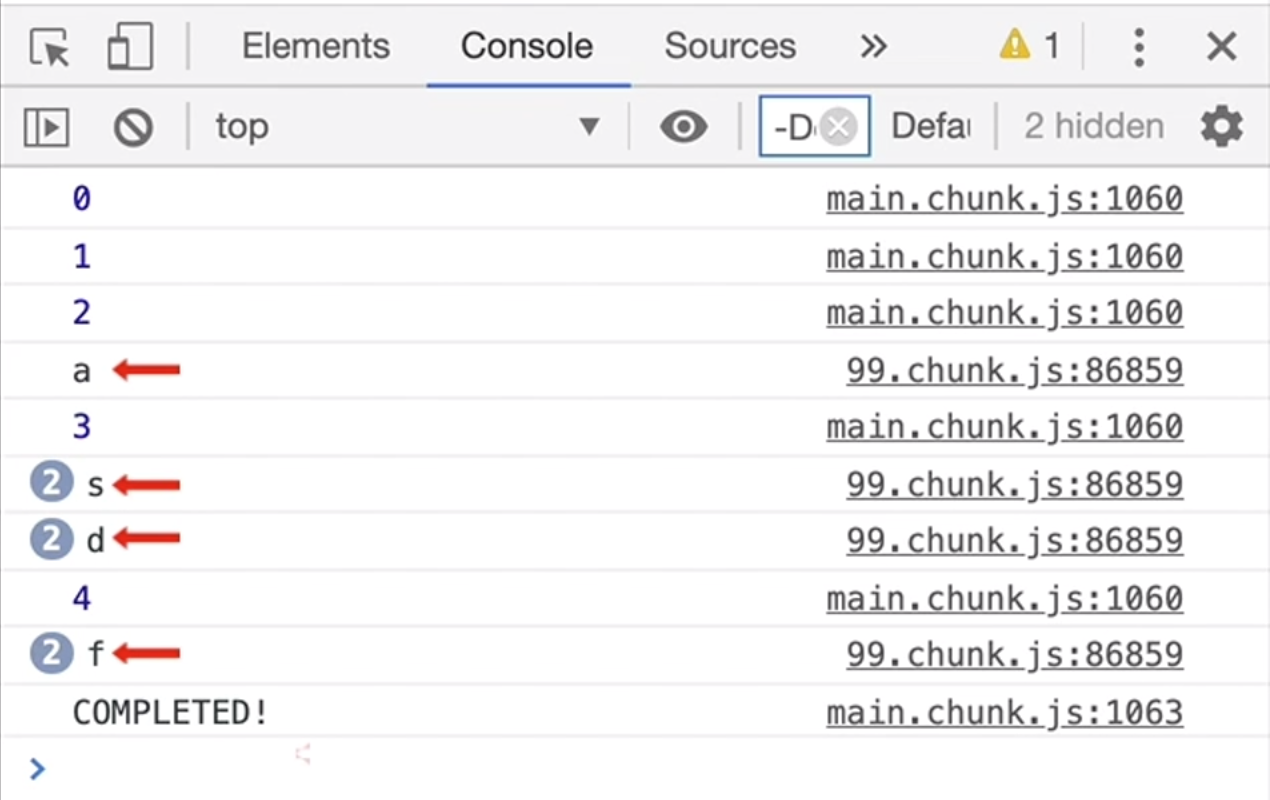 Elements Console Sources » 1
top -D Defau 2 hidden
0 main.chunk.js:1060
1 main.chunk.js:1060
2 main.chunk.js:1060
a 99.chunk.js:86859
3 main.chunk.js:1060
2 s 99.chunk.js:86859
2 d 99.chunk.js:86859
4 main.chunk.js:1060
2 f 99.chunk.js:86859
COMPLETED! main.chunk.js:1063